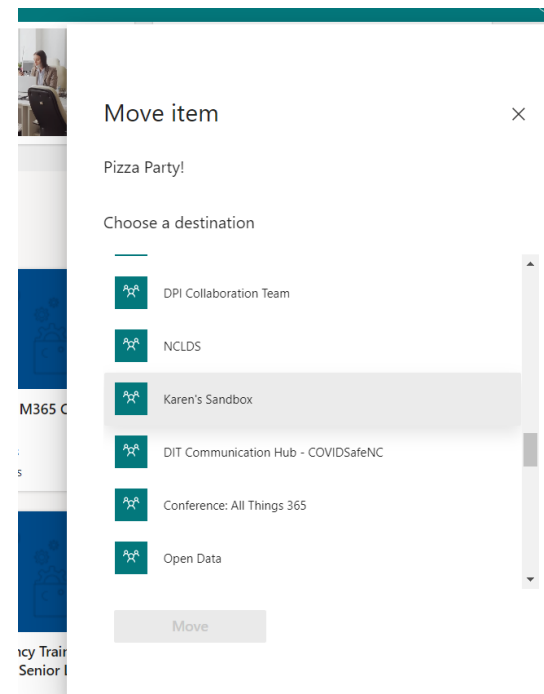 Move item
Pizza Party!
Choose a destination
DPI Collaboration Team
NCLDS
Karen's Sandbox
M365 C
DIT Communication Hub - COVIDSafeNC
s
Conference: All Things 365
Open Data
Move
ncy Train
Senior